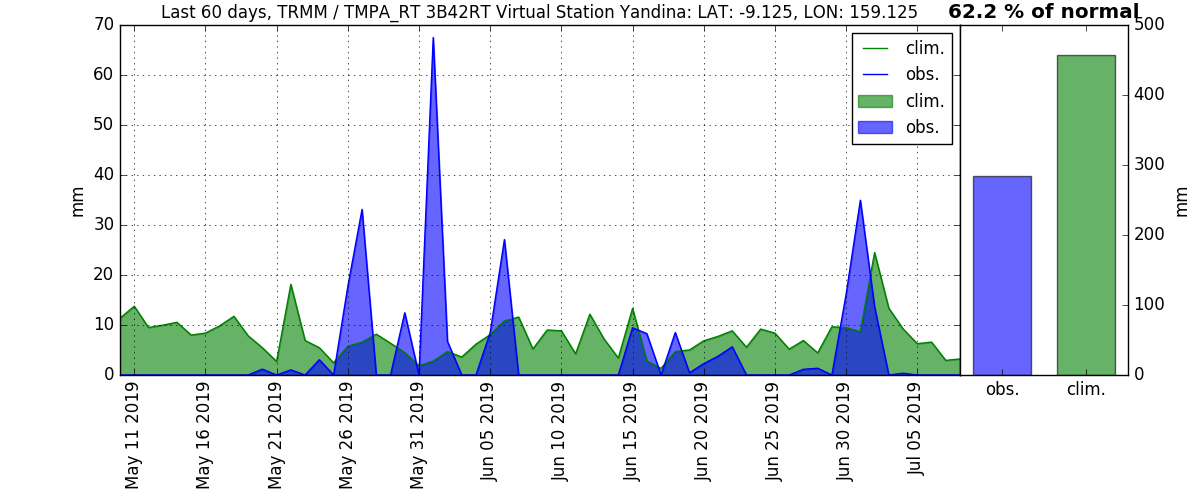 Last 60 days, TRMM / TMPA_RT 3B42RT Virtual Station Yandina: LAT: -9.125, LON: 159.125
62.2 % of normal
clim.
obs.
clim.
obs.
70
60
50
40
30
20
10
0
mm
May 11 2019
May 16 2019
May 21 2019
May 26 2019
May 31 2019
Jun 05 2019
Jun 10 2019
Jun 15 2019
Jun 20 2019
Jun 25 2019
Jun 30 2019
Jul 05 2019
500
400
300
200
100
0
mm
obs.
clim.